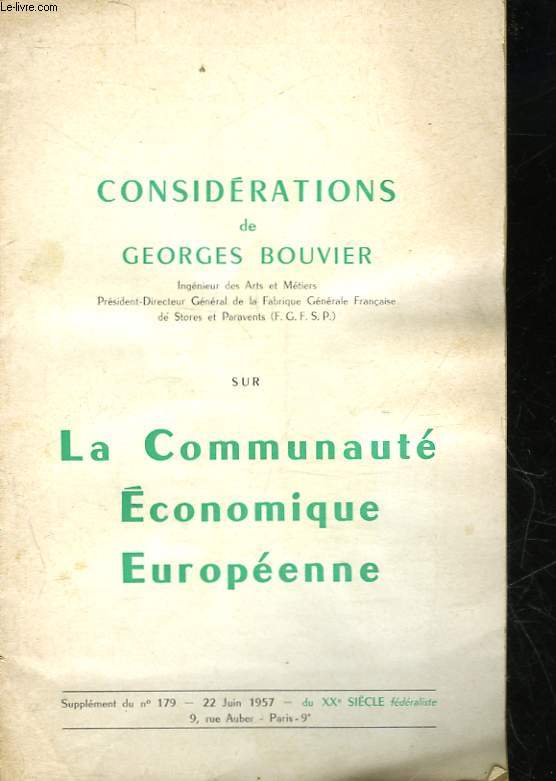 Le-livre.com
CONSIDÉRATIONS
de
GEORGES BOUVIER
Ingénieur des Arts et Métiers
Président-Directeur Général de la Fabrique Générale Française
de Stores et Paravents (F. G. F. S. P.)
SUR
La Communauté
Économique
Européenne
Supplément du nº 179 — 22 Juin 1957 — du XXᵉ SIÈCLE fédéraliste
9, rue Auber - Paris-9ᵉ